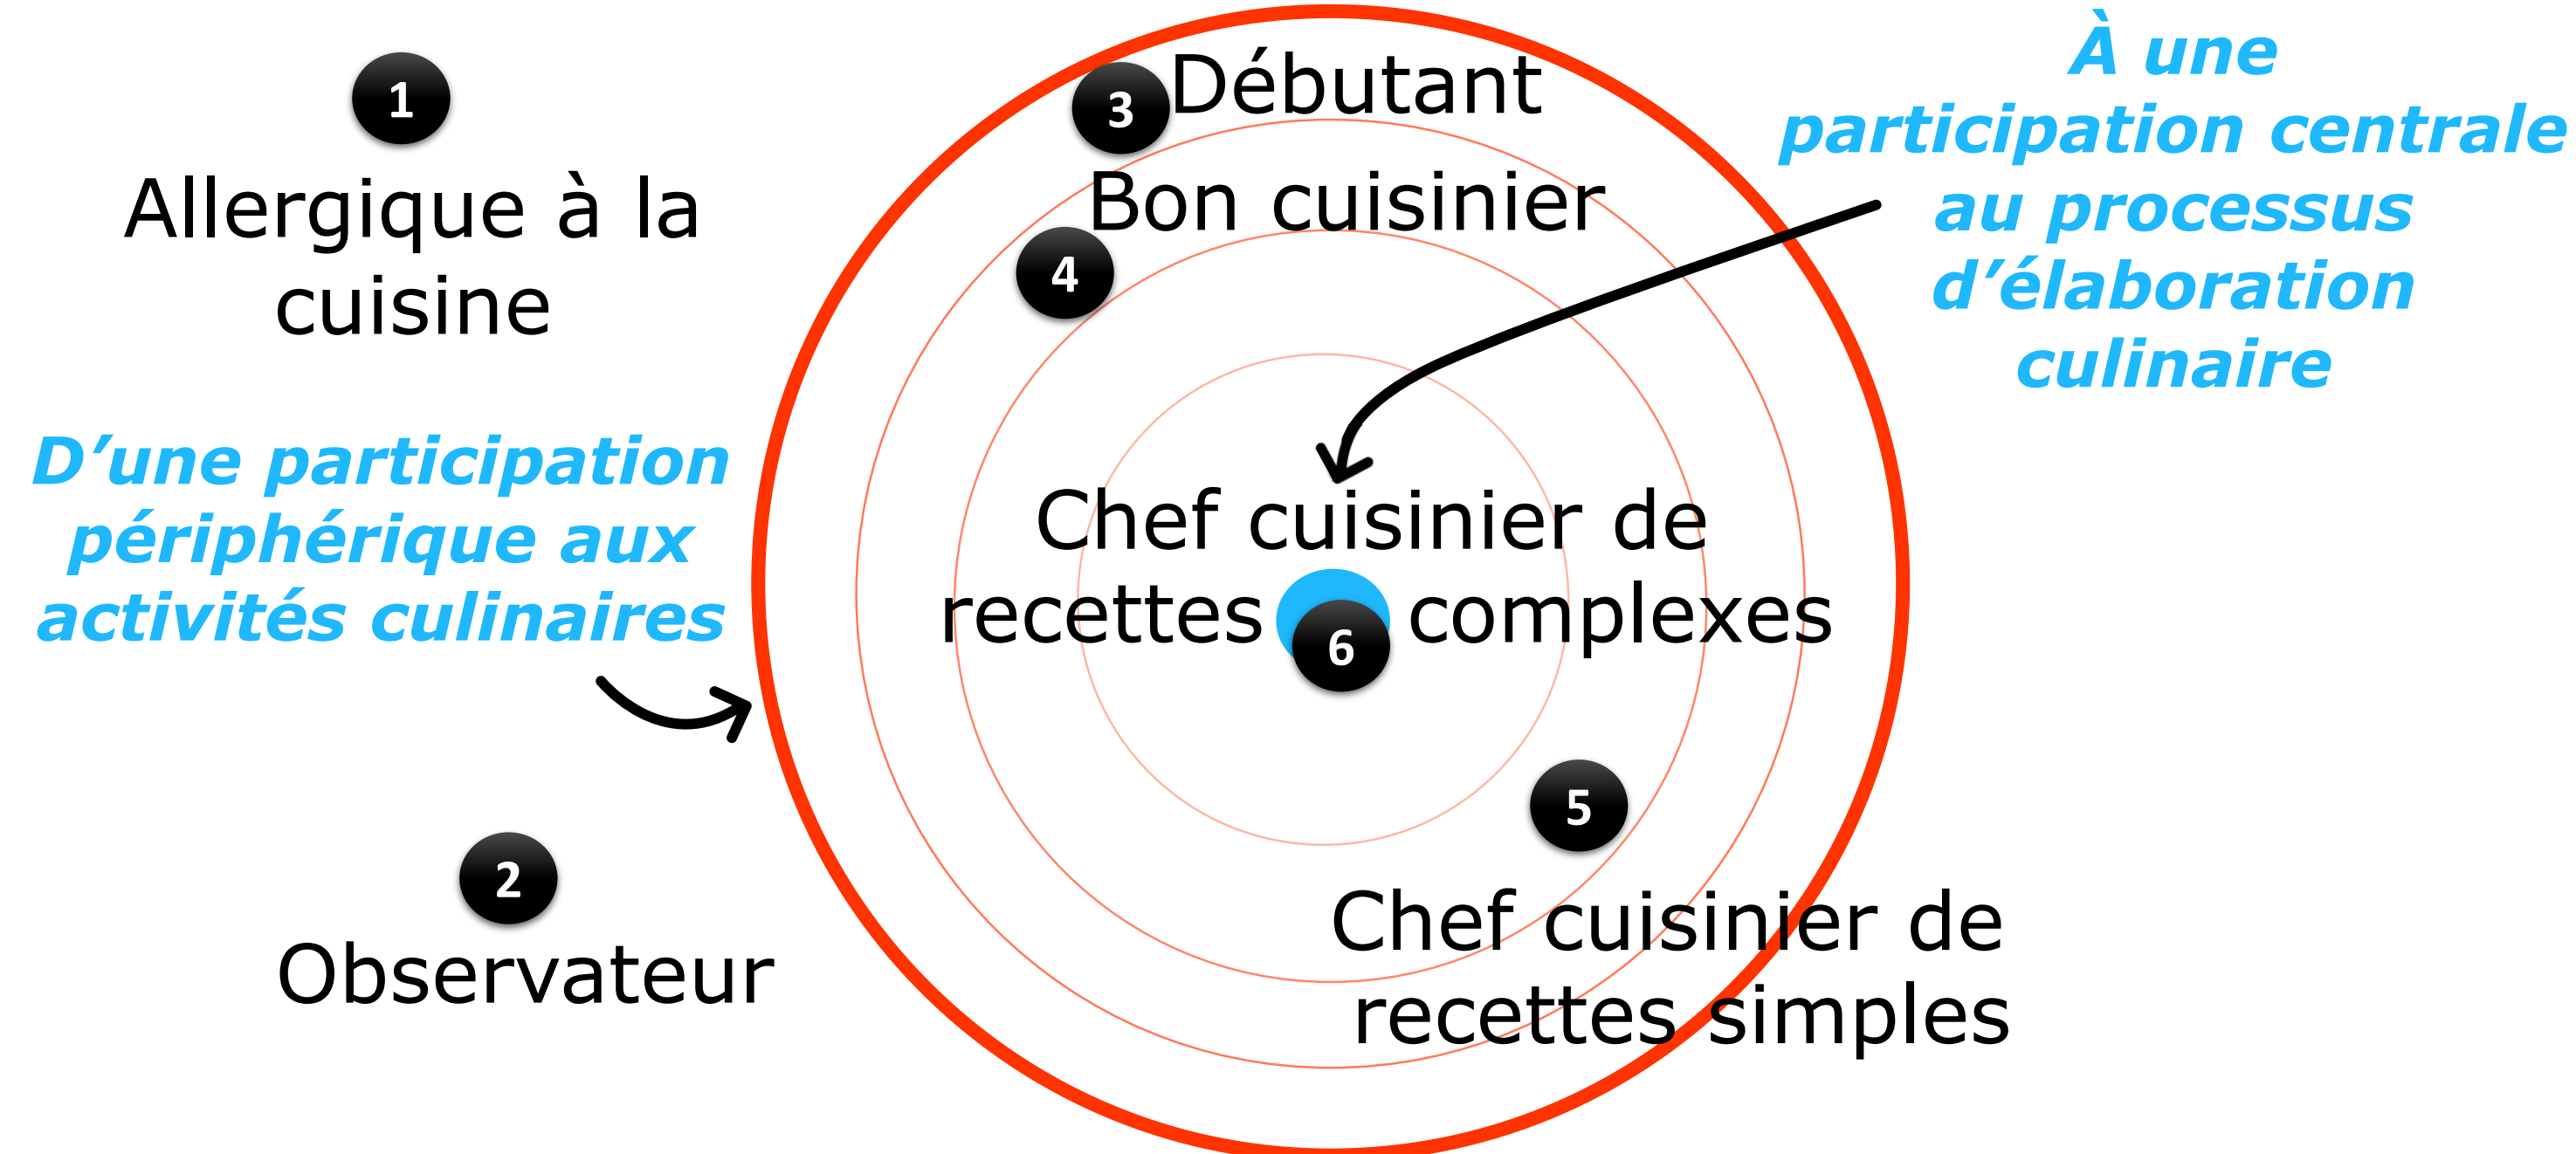 1
Allergique à la
cuisine
D’une participation
périphérique aux
activités culinaires
2
Observateur
3
Débutant
Bon cuisinier
4
Chef cuisinier de
recettes complexes
6
5
Chef cuisinier de
recettes simples
À une
participation centrale
au processus
d’élaboration
culinaire